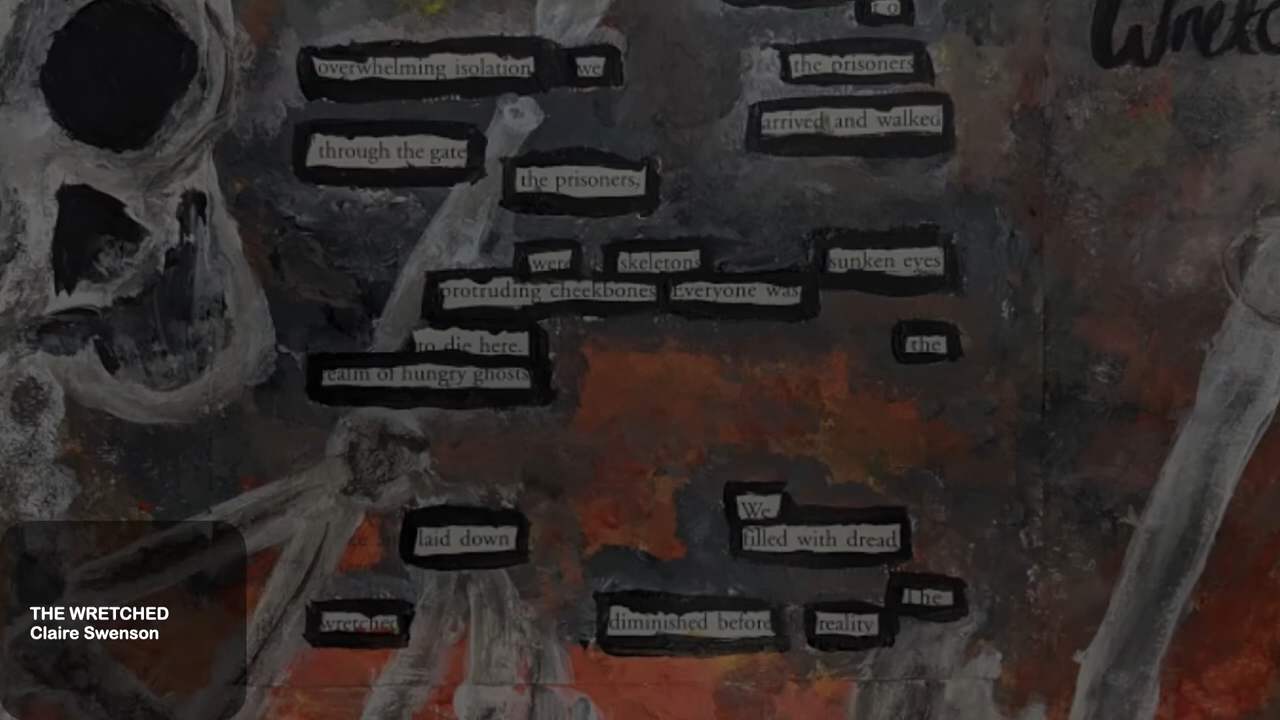 Wretc
overwhelming isolation we the prisoners
arrived and walked
through the gate
the prisoners,
were skeletons sunken eyes
protruding cheekbones Everyone was
to die here. the
realm of hungry ghosts
We
laid down filled with dread
The
wretched diminished before reality
THE WRETCHED
Claire Swenson